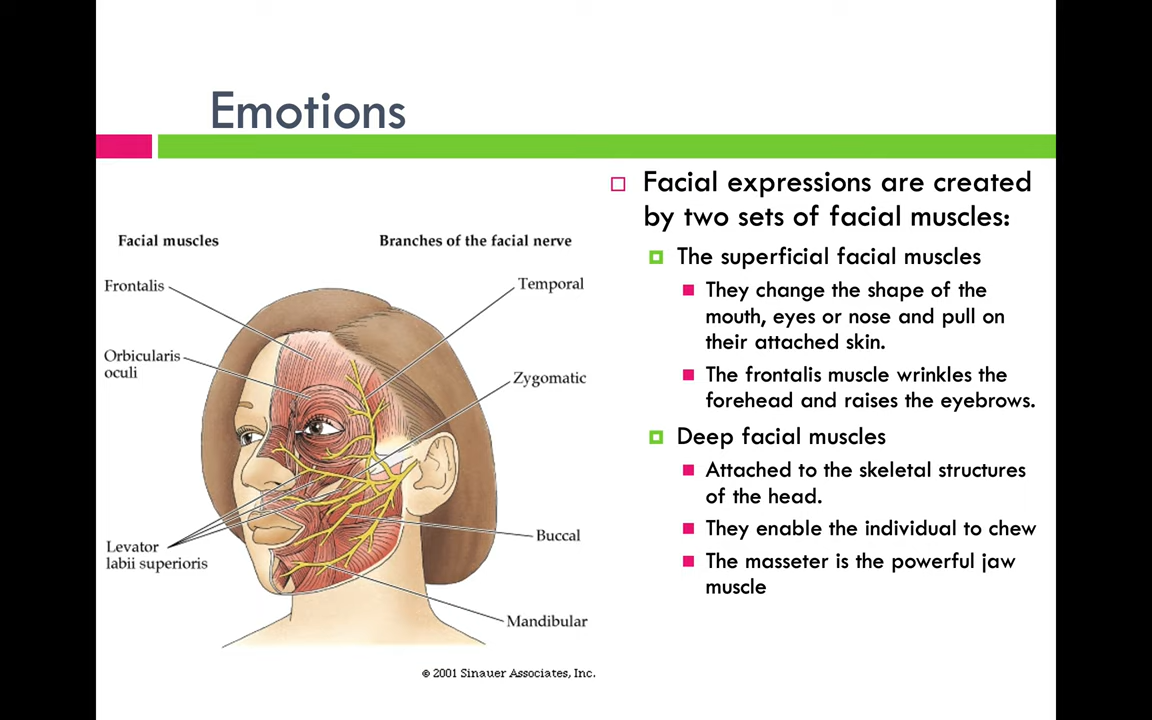 Emotions
Facial expressions are created
by two sets of facial muscles:
The superficial facial muscles
They change the shape of the
mouth, eyes or nose and pull on
their attached skin.
The frontalis muscle wrinkles the
forehead and raises the eyebrows.
Deep facial muscles
Attached to the skeletal structures
of the head.
They enable the individual to chew
The masseter is the powerful jaw
muscle
Facial muscles
Branches of the facial nerve
Frontalis
Orbicularis
oculi
Levator
labii superioris
Temporal
Zygomatic
Buccal
Mandibular
© 2001 Sinauer Associates, Inc.